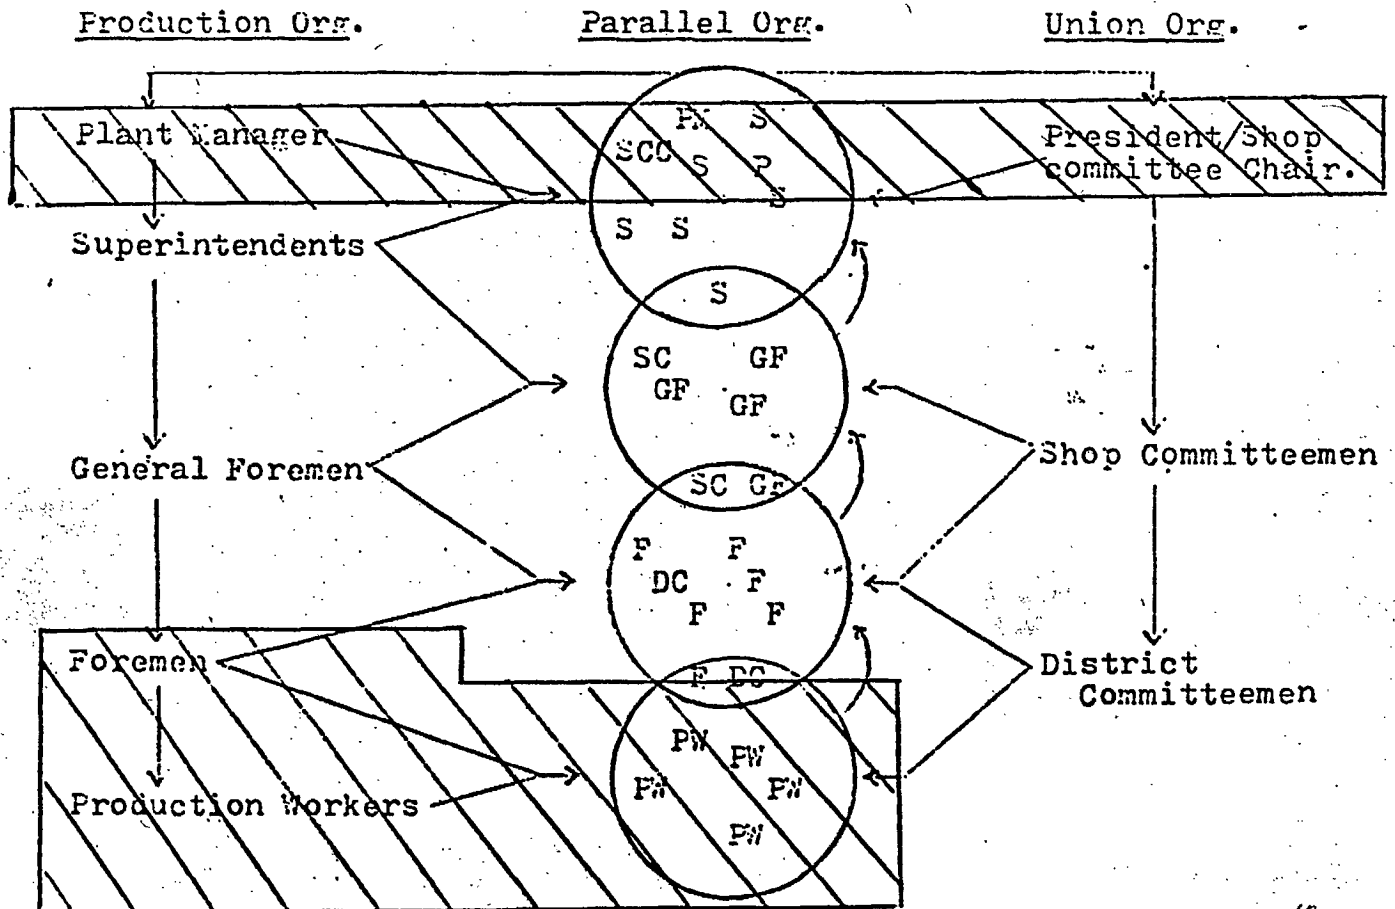 Production Org. Parallel Org. Union Org.
PM S
Plant Manager President/Shop
SCC S P committee Chair.
S
S S
Superintendents
S
SC GF
GF GF
General Foremen Shop Committeemen
SC GF
F F
DC F
F F
Foremen District
F DC Committeemen
PW PW
PW PW
Production Workers
PW